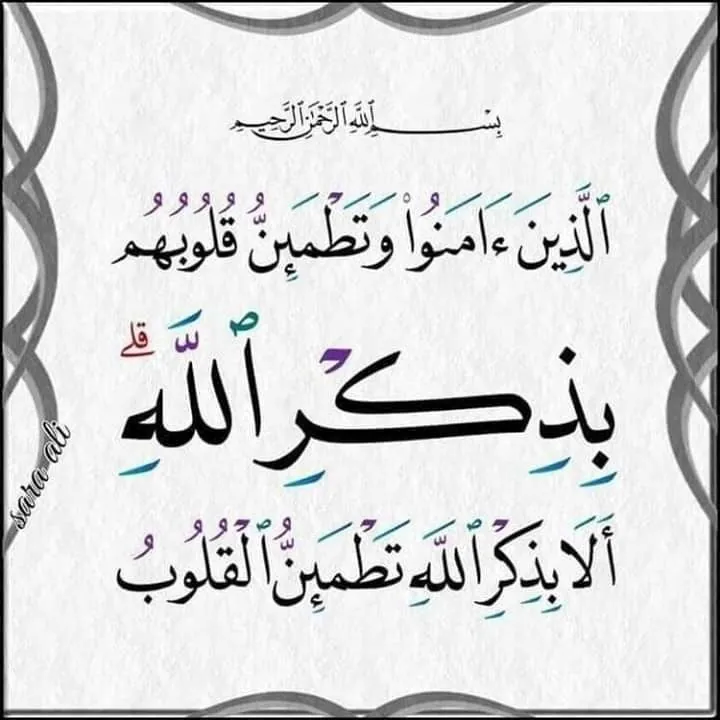 بِسْمِ ٱللَّهِ ٱلرَّحْمَٰنِ ٱلرَّحِيمِ
ٱلَّذِينَ ءَامَنُوا۟ وَتَطْمَئِنُّ قُلُوبُهُم
بِذِكْرِ ٱللَّهِ ۗ
أَلَا بِذِكْرِ ٱللَّهِ تَطْمَئِنُّ ٱلْقُلُوبُ
sara ali